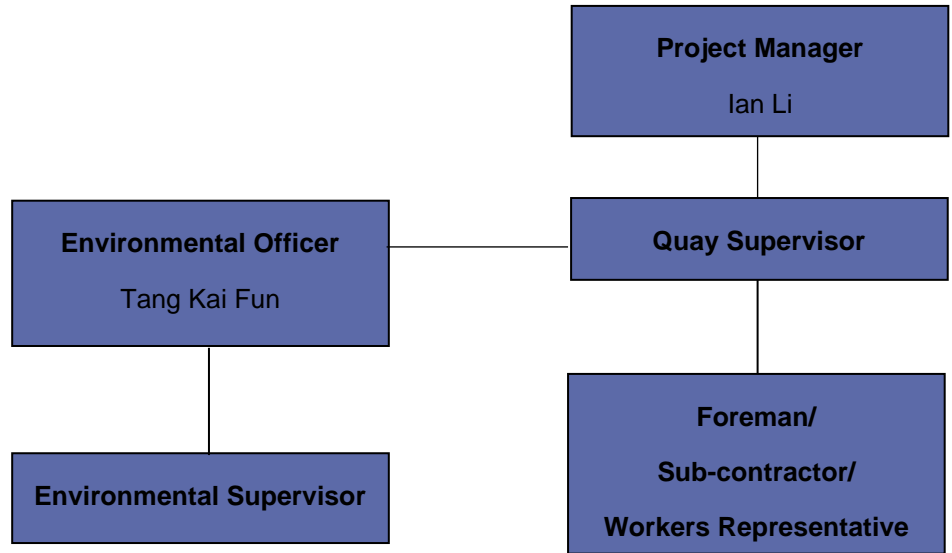 Project Manager
Ian Li
Environmental Officer
Tang Kai Fun
Quay Supervisor
Environmental Supervisor
Foreman/
Sub-contractor/
Workers Representative